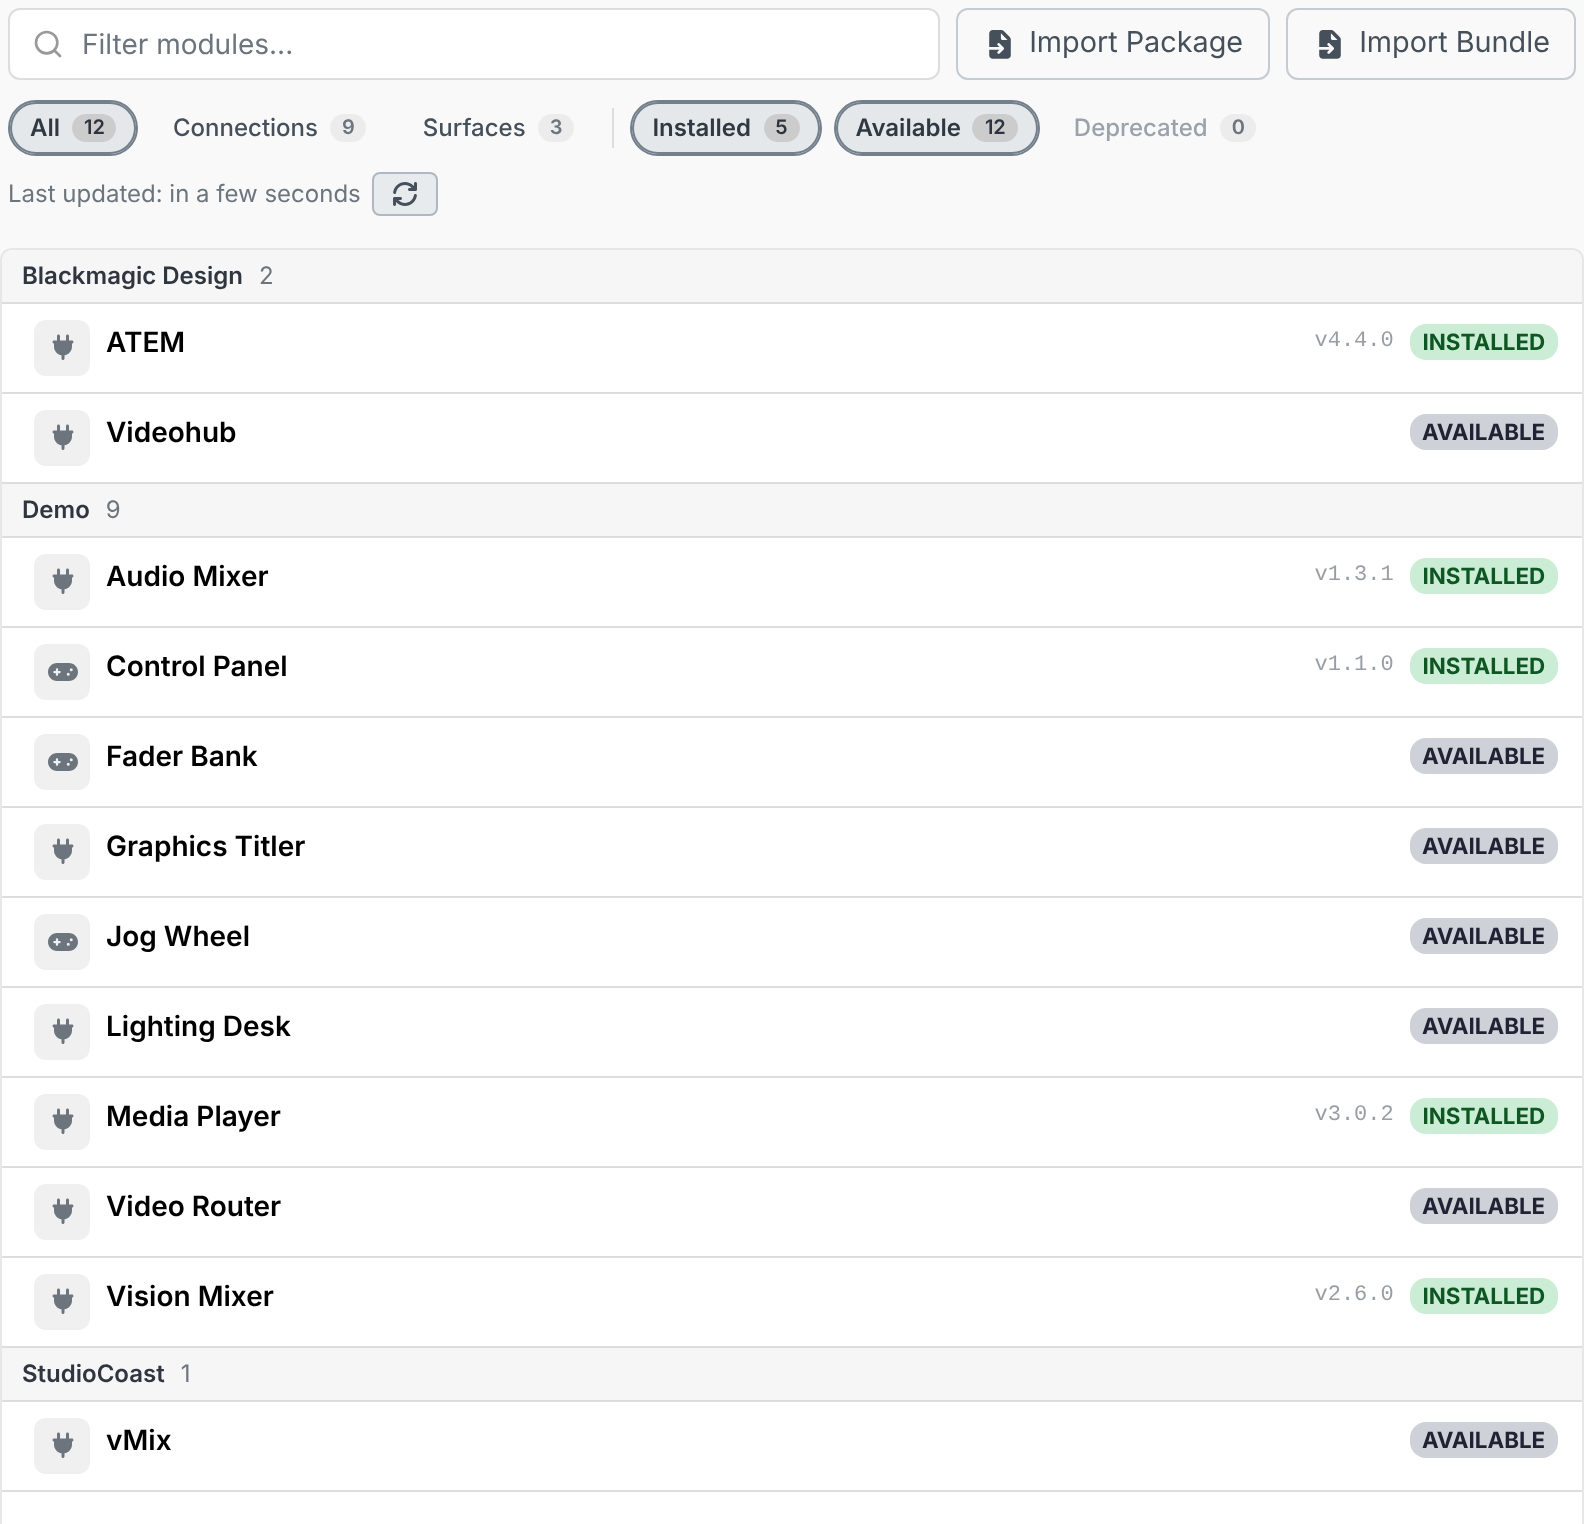 Filter modules...
Import Package
Import Bundle
All 12
Connections 9
Surfaces 3
Installed 5
Available 12
Deprecated 0
Last updated: in a few seconds
Blackmagic Design 2
ATEM v4.4.0 INSTALLED
Videohub AVAILABLE
Demo 9
Audio Mixer v1.3.1 INSTALLED
Control Panel v1.1.0 INSTALLED
Fader Bank AVAILABLE
Graphics Titler AVAILABLE
Jog Wheel AVAILABLE
Lighting Desk AVAILABLE
Media Player v3.0.2 INSTALLED
Video Router AVAILABLE
Vision Mixer v2.6.0 INSTALLED
StudioCoast 1
vMix AVAILABLE